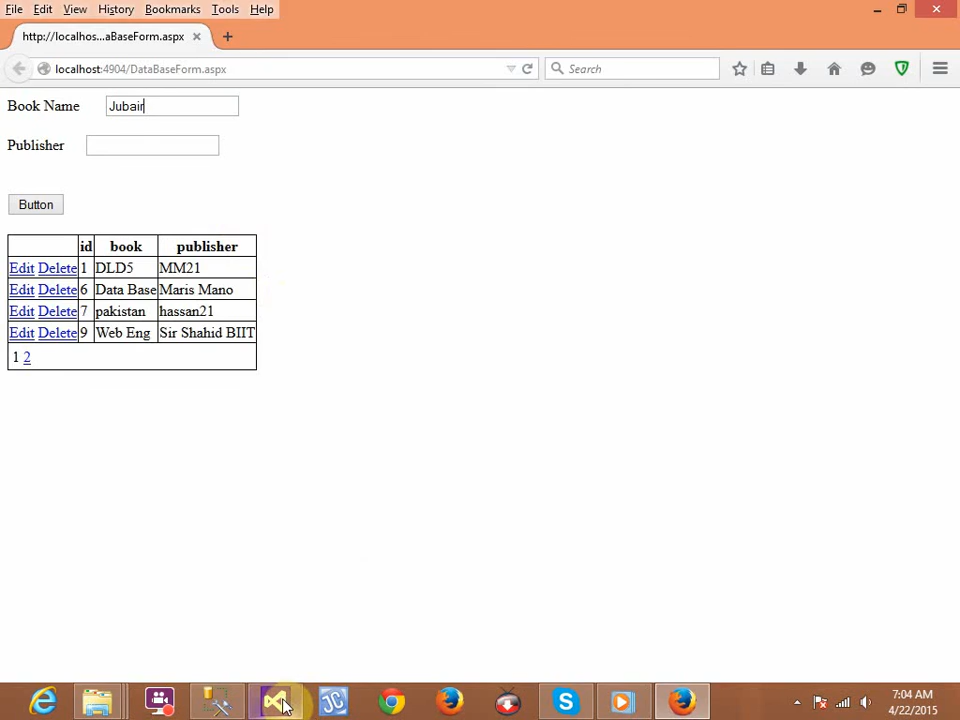 File Edit View History Bookmarks Tools Help
http://localhos...aBaseForm.aspx
localhost:4904/DataBaseForm.aspx Search
Book Name Jubair
Publisher
Button
id book publisher
Edit Delete 1 DLD5 MM21
Edit Delete 6 Data Base Maris Mano
Edit Delete 7 pakistan hassan21
Edit Delete 9 Web Eng Sir Shahid BIIT
1 2
JC
7:04 AM
4/22/2015